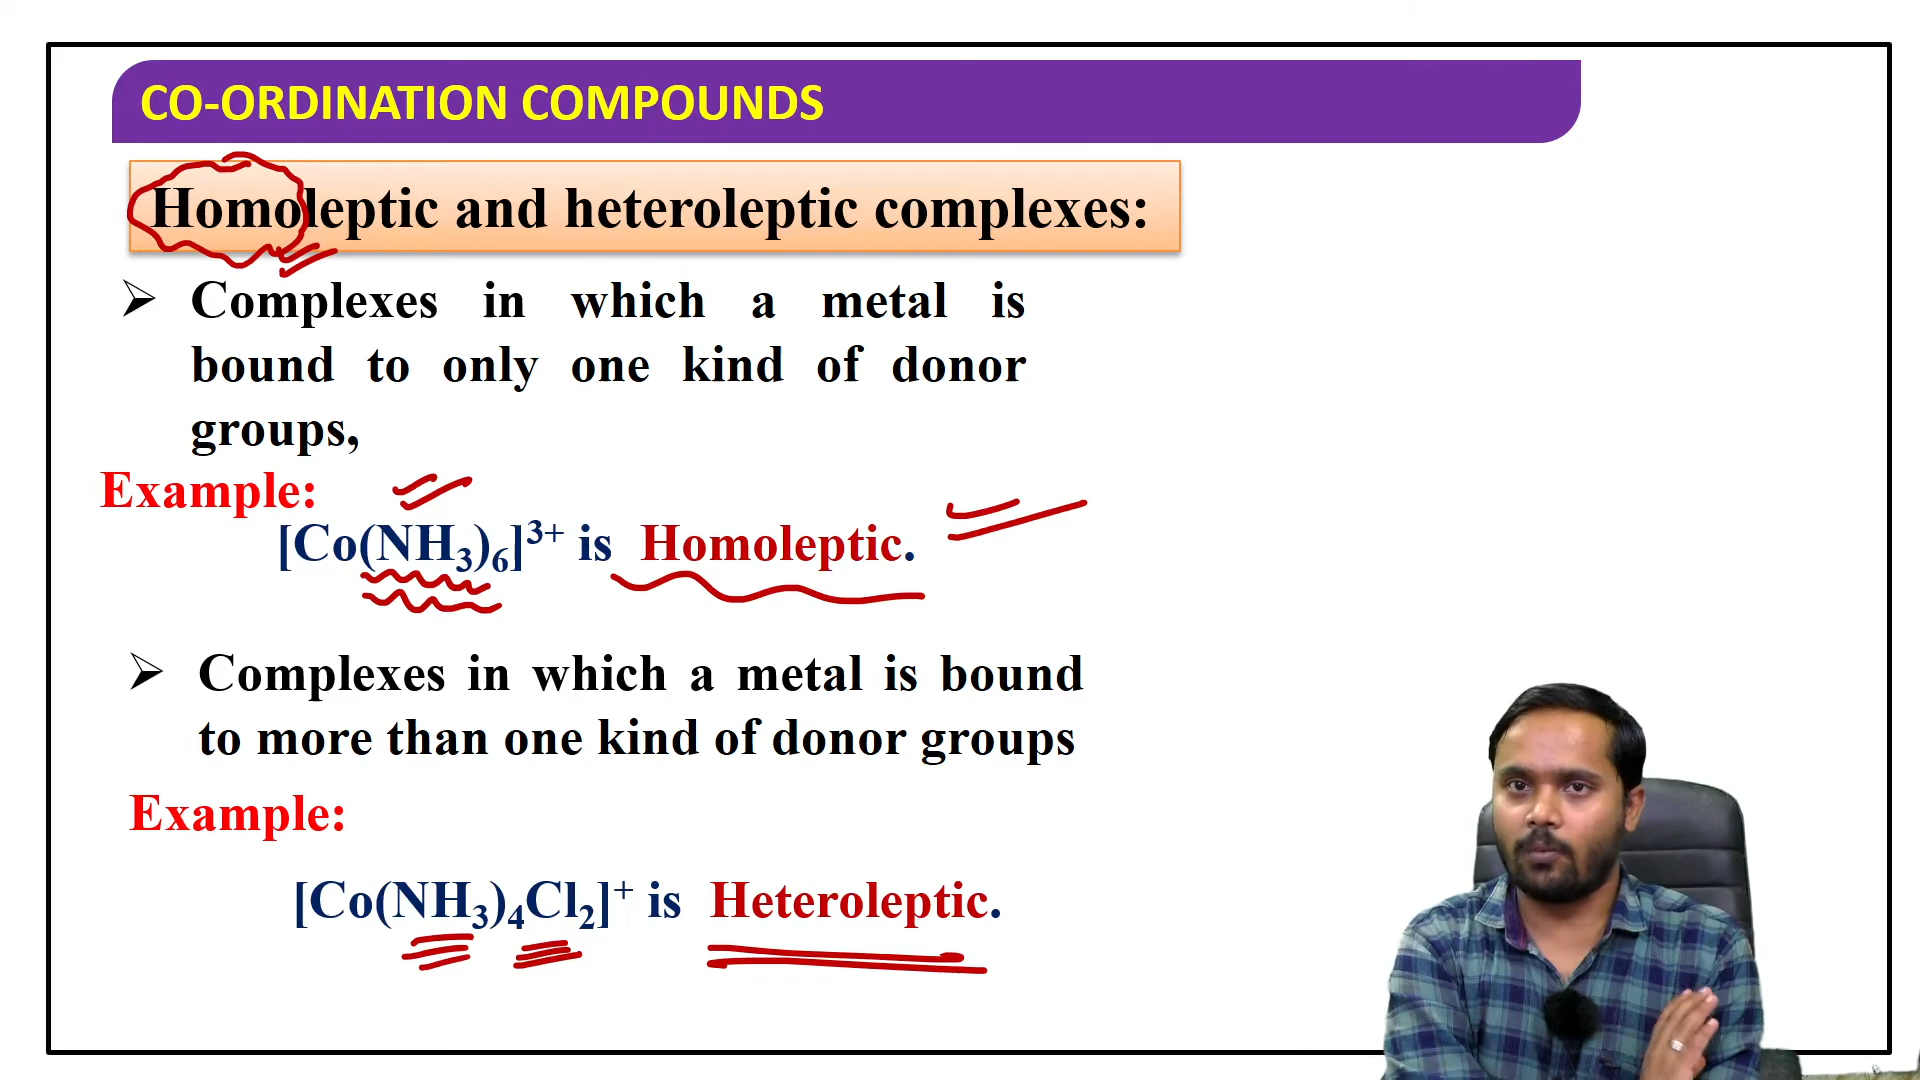 CO-ORDINATION COMPOUNDS
Homoleptic and heteroleptic complexes:
➢ Complexes in which a metal is
bound to only one kind of donor
groups,
Example:
[Co(NH₃)₆]³⁺ is Homoleptic.
➢ Complexes in which a metal is bound
to more than one kind of donor groups
Example:
[Co(NH₃)₄Cl₂]⁺ is Heteroleptic.